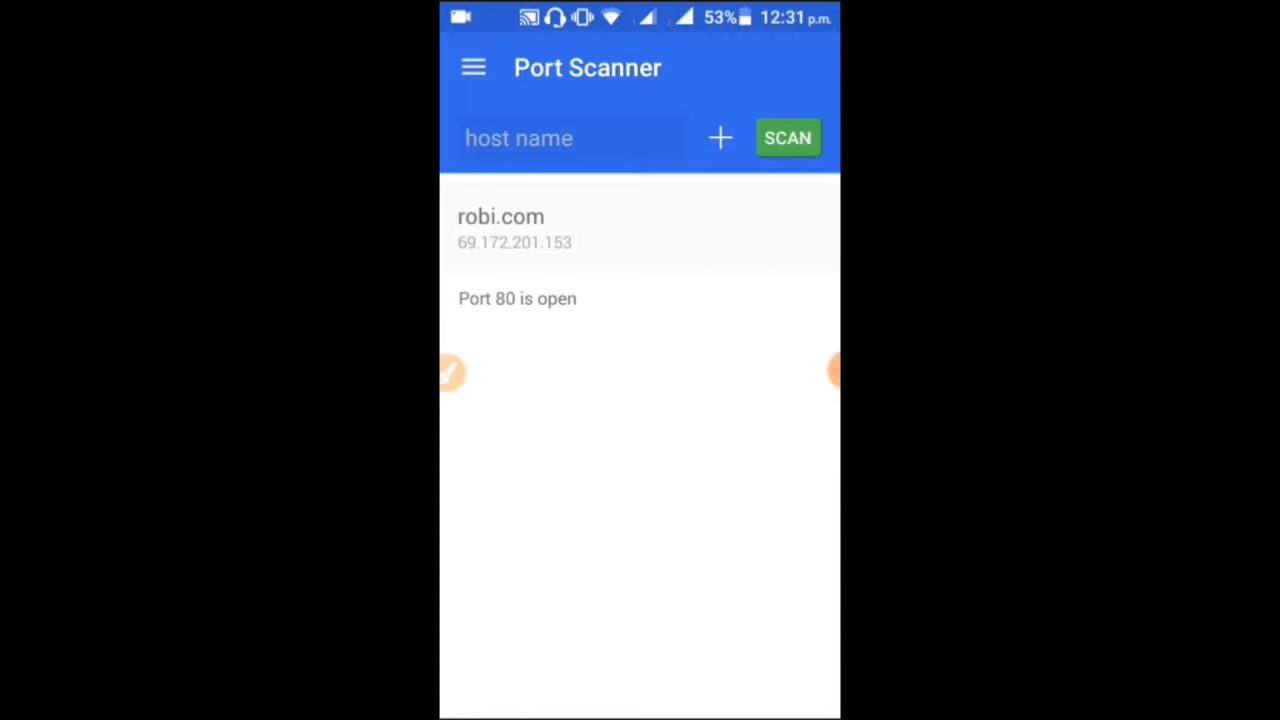 53% 12:31 p.m.
Port Scanner
host name
SCAN
robi.com
69.172.201.153
Port 80 is open